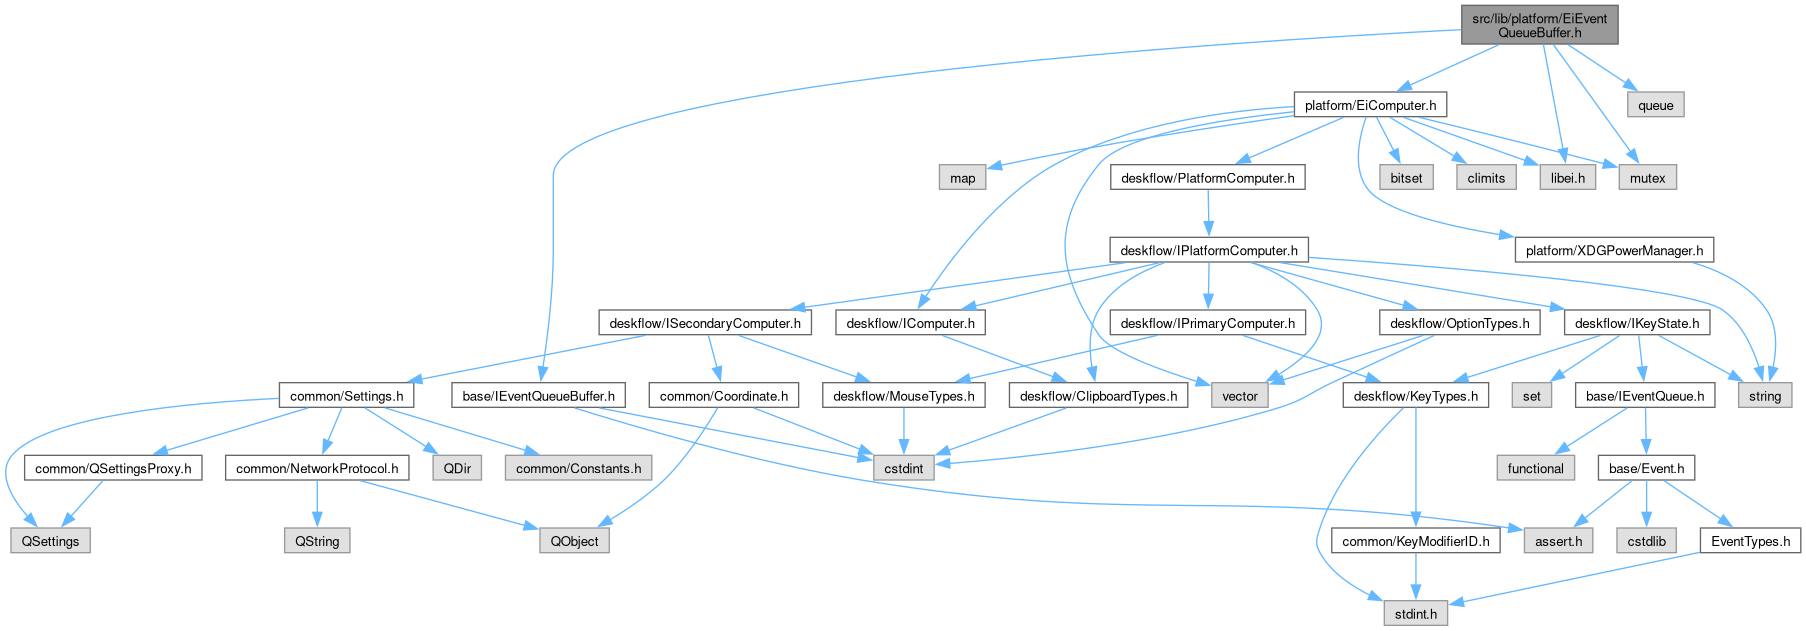 src/lib/platform/EiEvent
QueueBuffer.h
platform/EiComputer.h
queue
map
deskflow/PlatformComputer.h
bitset
climits
libei.h
mutex
deskflow/IPlatformComputer.h
platform/XDGPowerManager.h
deskflow/ISecondaryComputer.h
deskflow/IComputer.h
deskflow/IPrimaryComputer.h
deskflow/OptionTypes.h
deskflow/IKeyState.h
common/Settings.h
base/IEventQueueBuffer.h
common/Coordinate.h
deskflow/MouseTypes.h
deskflow/ClipboardTypes.h
vector
deskflow/KeyTypes.h
set
base/IEventQueue.h
string
common/QSettingsProxy.h
common/NetworkProtocol.h
QDir
common/Constants.h
cstdint
functional
base/Event.h
QSettings
QString
QObject
common/KeyModifierID.h
assert.h
cstdlib
EventTypes.h
stdint.h